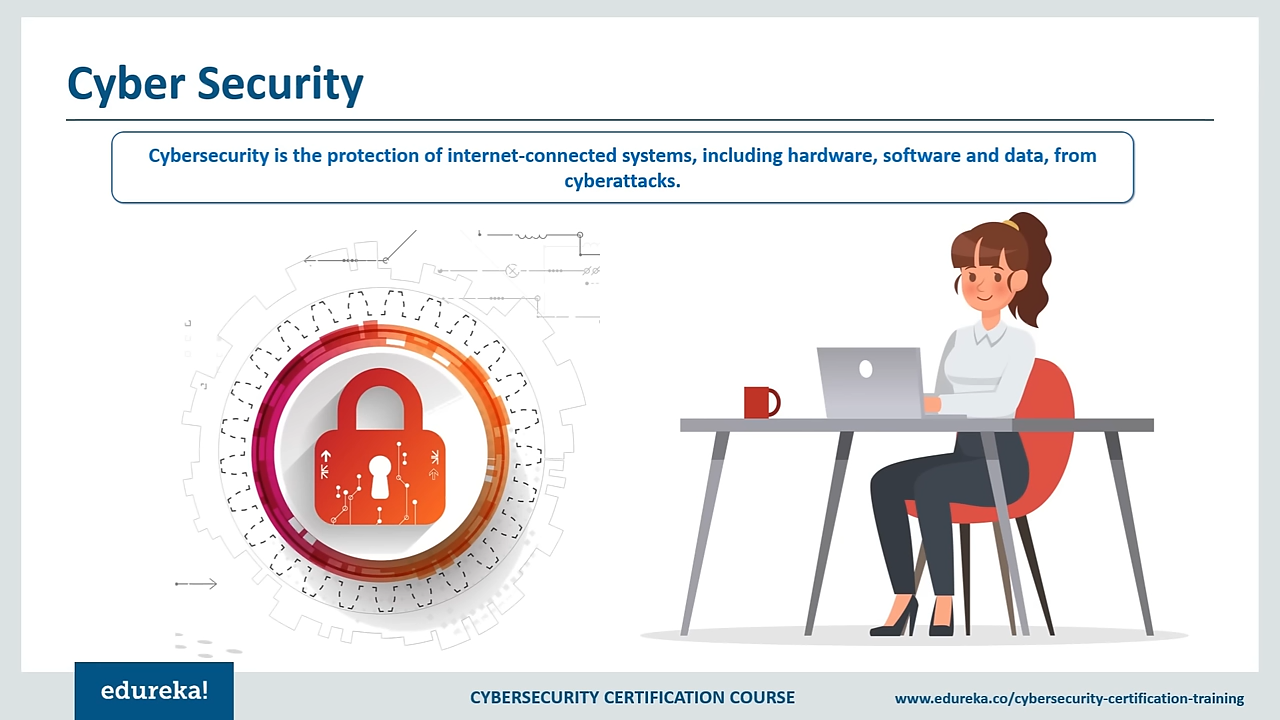 Cyber Security
Cybersecurity is the protection of internet-connected systems, including hardware, software and data, from
cyberattacks.
edureka!
CYBERSECURITY CERTIFICATION COURSE
www.edureka.co/cybersecurity-certification-training